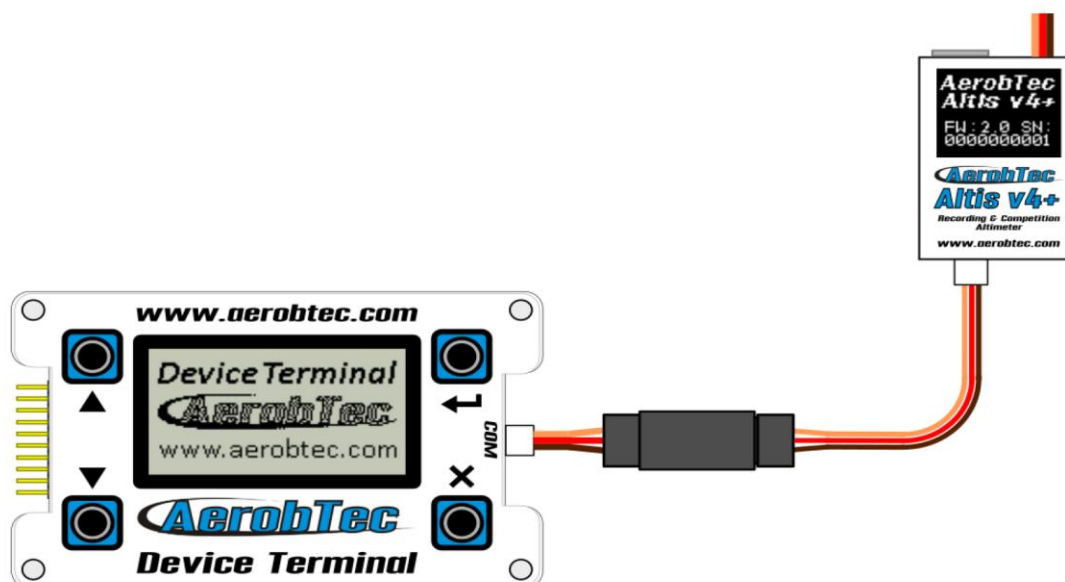 www.aerobtec.com
Device Terminal
AerobTec
www.aerobtec.com
COM
AerobTec
Device Terminal
AerobTec
Altis v4+
FW:2.0 SN:
0000000001
AerobTec
Altis v4+
Recording & Competition
Altimeter
www.aerobtec.com